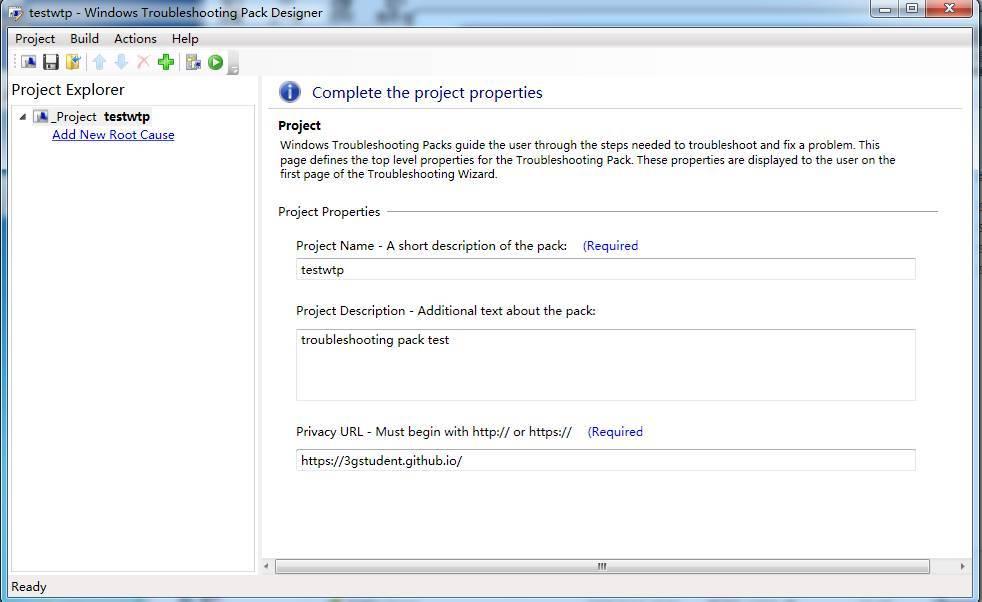 testwtp - Windows Troubleshooting Pack Designer
Project Build Actions Help
Project Explorer
_Project testwtp
Add New Root Cause
Complete the project properties
Project
Windows Troubleshooting Packs guide the user through the steps needed to troubleshoot and fix a problem. This
page defines the top level properties for the Troubleshooting Pack. These properties are displayed to the user on the
first page of the Troubleshooting Wizard.
Project Properties
Project Name - A short description of the pack: (Required
testwtp
Project Description - Additional text about the pack:
troubleshooting pack test
Privacy URL - Must begin with http:// or https:// (Required
https://3gstudent.github.io/
Ready